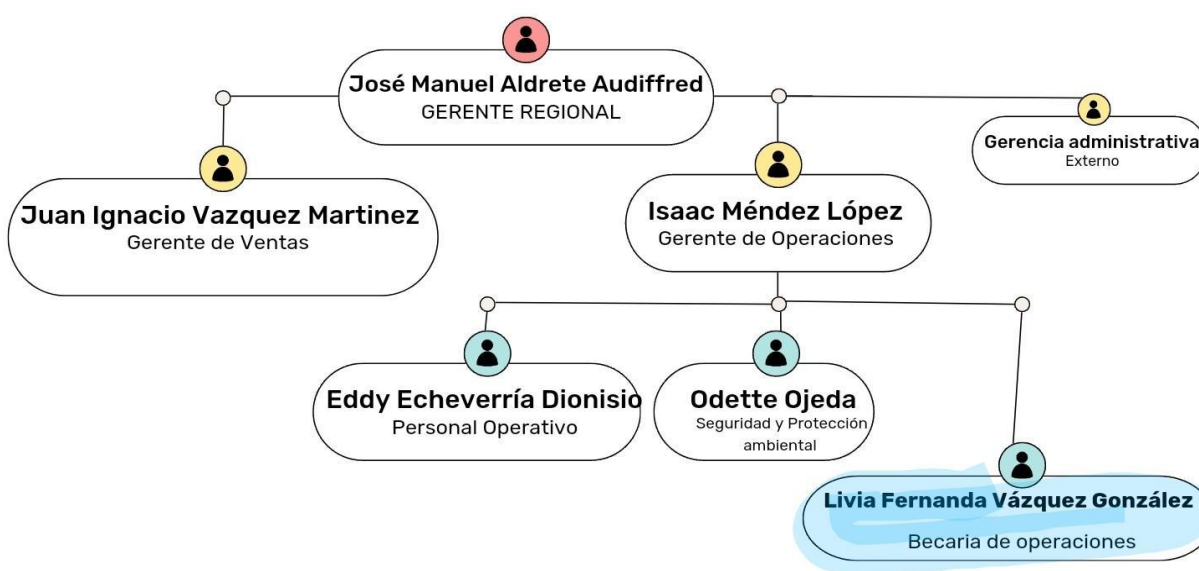 José Manuel Aldrete Audiffred
GERENTE REGIONAL
Gerencia administrativa
Externo
Juan Ignacio Vazquez Martinez
Gerente de Ventas
Isaac Méndez López
Gerente de Operaciones
Eddy Echeverría Dionisio
Personal Operativo
Odette Ojeda
Seguridad y Protección
ambiental
Livia Fernanda Vázquez González
Becaria de operaciones